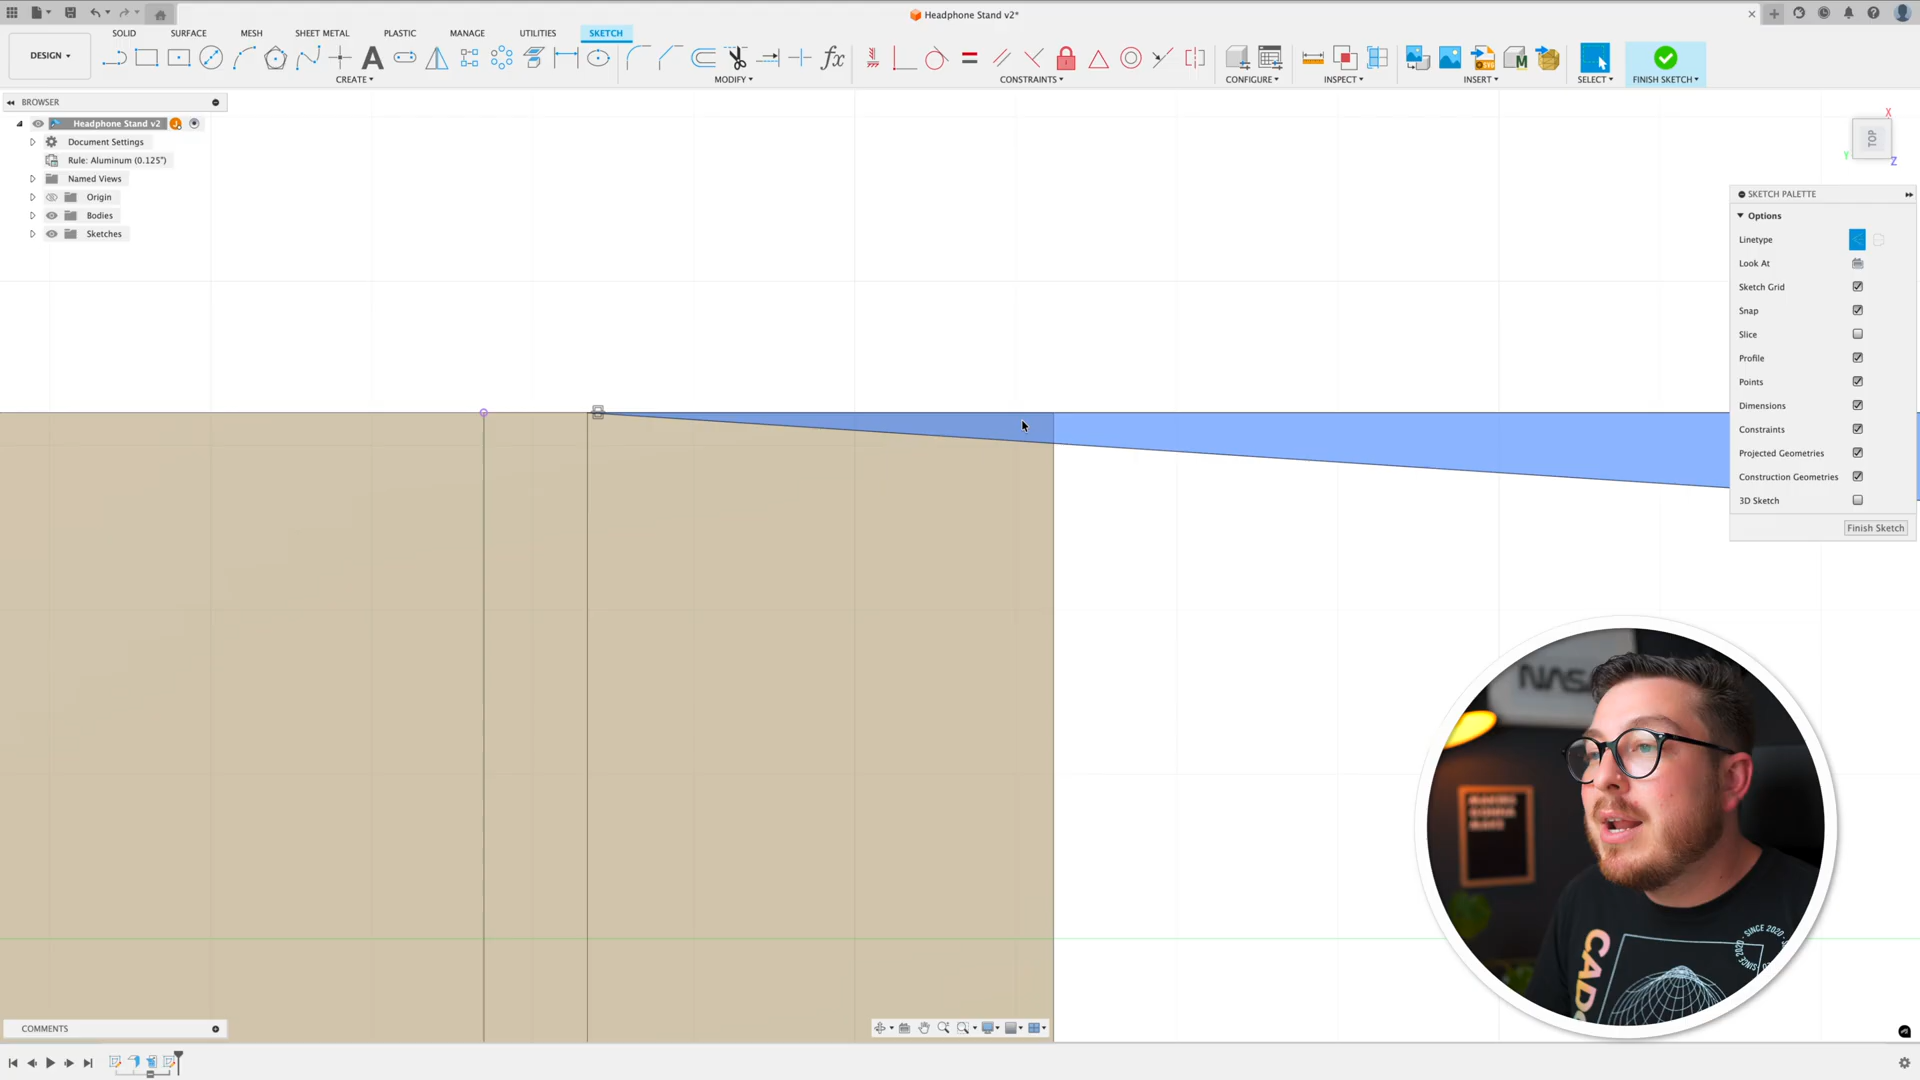 Headphone Stand v2*
DESIGN
SOLID
SURFACE
MESH
SHEET METAL
PLASTIC
MANAGE
UTILITIES
SKETCH
CREATE
MODIFY
CONSTRAINTS
CONFIGURE
INSPECT
INSERT
SELECT
FINISH SKETCH
BROWSER
Headphone Stand v2
Document Settings
Rule: Aluminum (0.125")
Named Views
Origin
Bodies
Sketches
X
TOP
Y
Z
SKETCH PALETTE
Options
Linetype
Look At
Sketch Grid
Snap
Slice
Profile
Points
Dimensions
Constraints
Projected Geometries
Construction Geometries
3D Sketch
Finish Sketch
NASA
SINCE 2020
CAD
COMMENTS